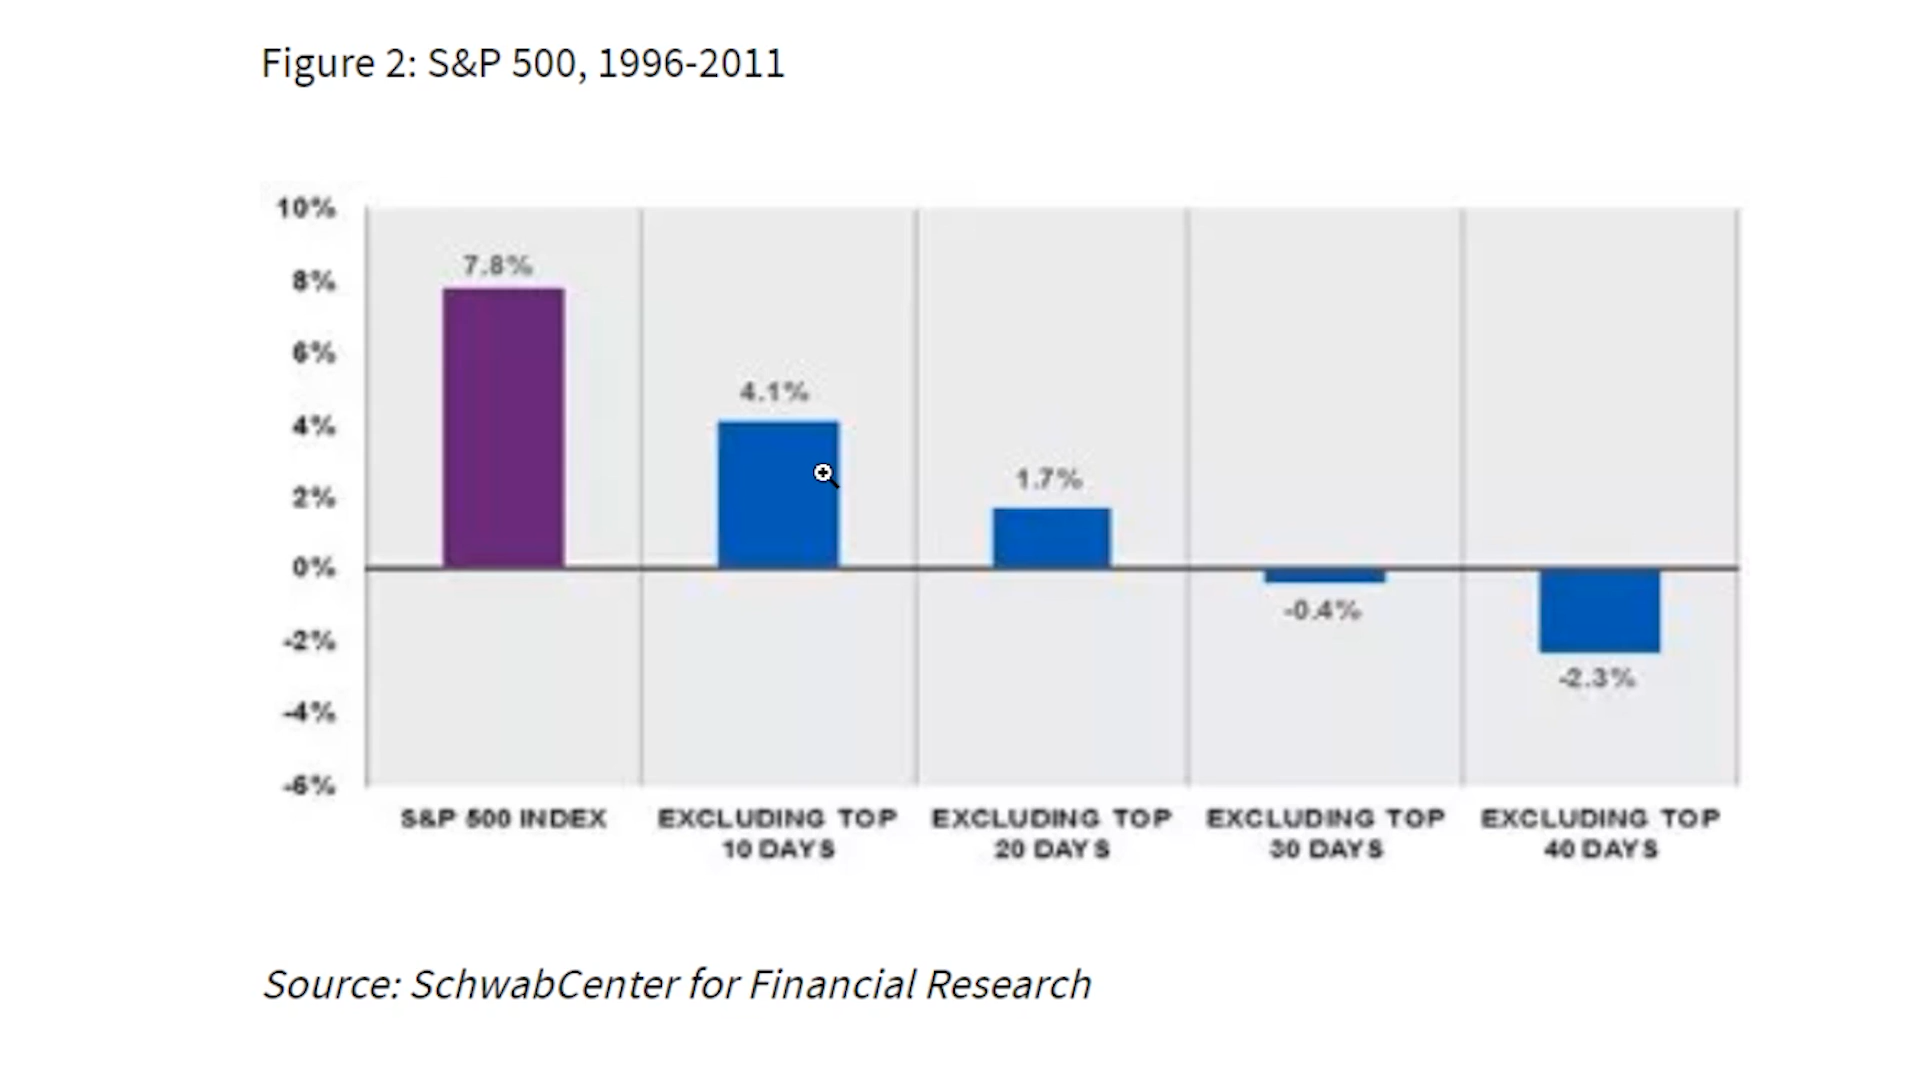 Figure 2: S&P 500, 1996-2011
10%
8%
6%
4%
2%
0%
-2%
-4%
-6%
7.8%
4.1%
1.7%
-0.4%
-2.3%
S&P 500 INDEX
EXCLUDING TOP
10 DAYS
EXCLUDING TOP
20 DAYS
EXCLUDING TOP
30 DAYS
EXCLUDING TOP
40 DAYS
Source: SchwabCenter for Financial Research